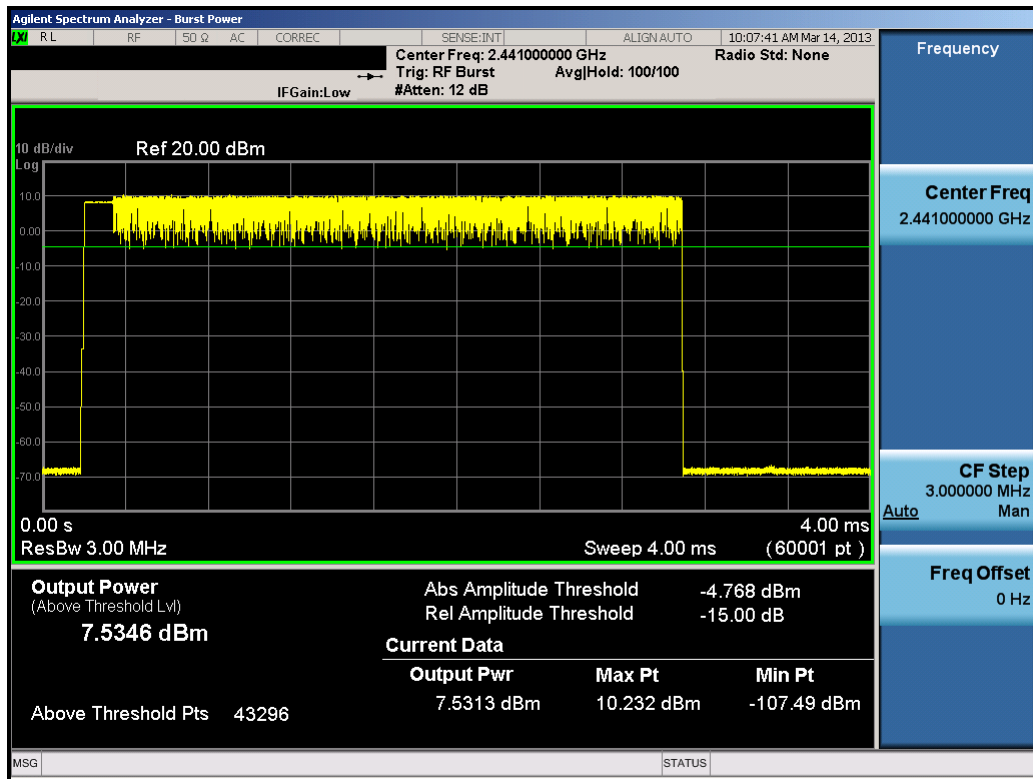 Agilent Spectrum Analyzer - Burst Power
LXI RL RF 50 Ω AC CORREC SENSE:INT ALIGNAUTO 10:07:41 AM Mar 14, 2013
Center Freq: 2.441000000 GHz Radio Std: None
Trig: RF Burst Avg|Hold: 100/100
IFGain:Low #Atten: 12 dB
Frequency
10 dB/div Ref 20.00 dBm
Log
10.0
0.00
-10.0
-20.0
-30.0
-40.0
-50.0
-60.0
-70.0
0.00 s 4.00 ms
ResBw 3.00 MHz Sweep 4.00 ms (60001 pt)
Center Freq
2.441000000 GHz
CF Step
3.000000 MHz
Auto Man
Freq Offset
0 Hz
Output Power
(Above Threshold Lvl)
7.5346 dBm
Above Threshold Pts 43296
Abs Amplitude Threshold -4.768 dBm
Rel Amplitude Threshold -15.00 dB
Current Data
Output Pwr Max Pt Min Pt
7.5313 dBm 10.232 dBm -107.49 dBm
MSG STATUS